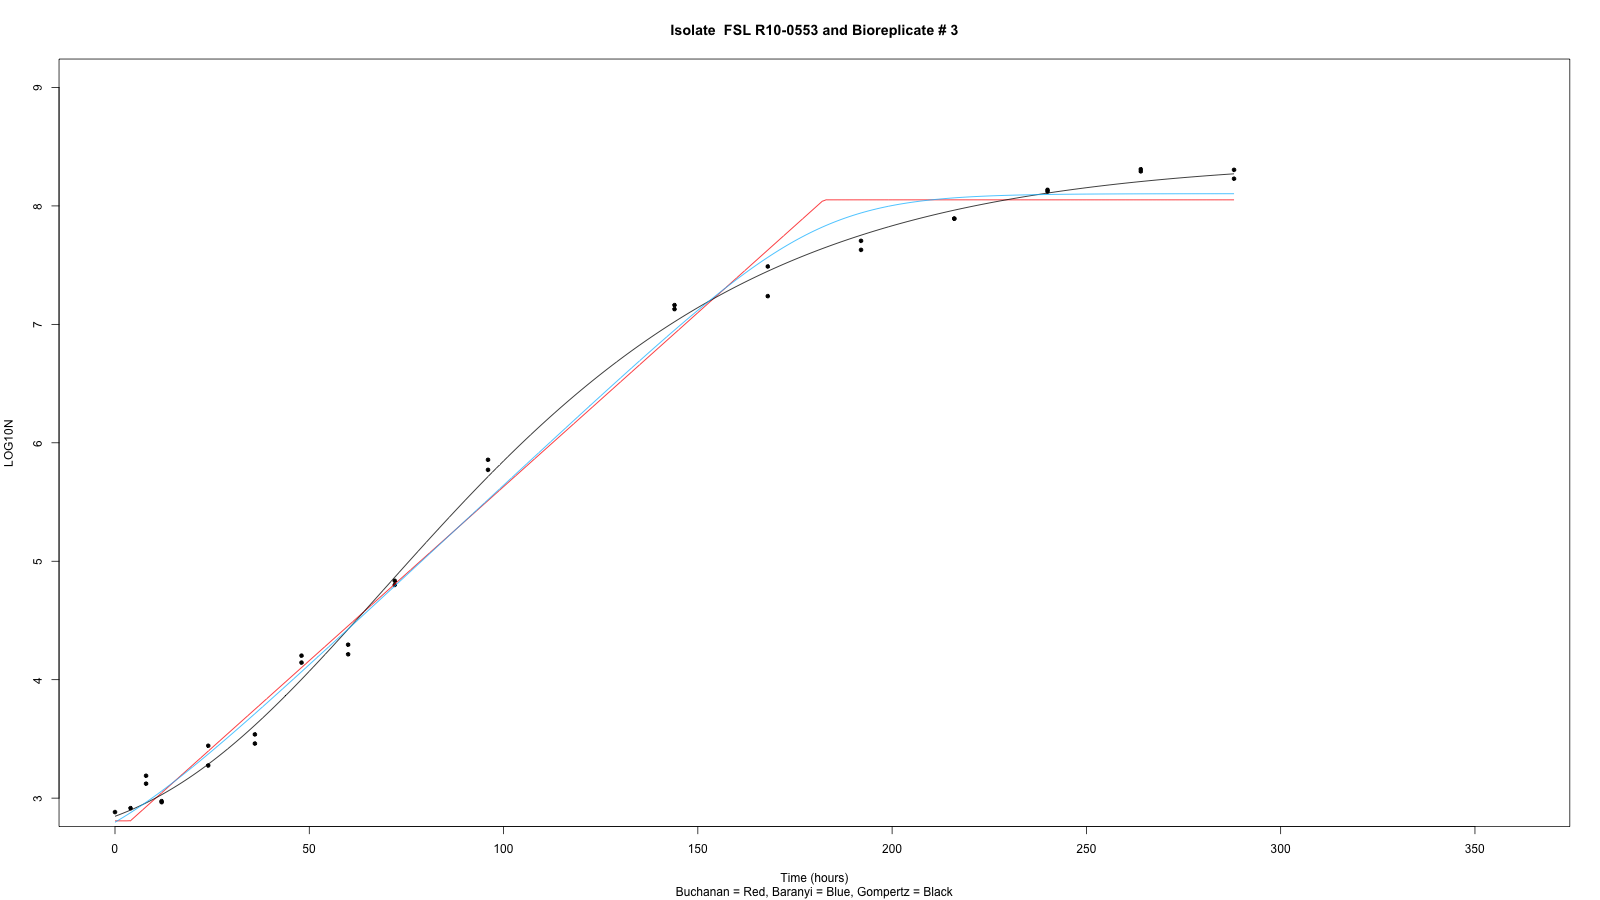 Isolate  FSL R10-0553 and Bioreplicate # 3
9
8
7
6
5
4
3
LOG10N
0 50 100 150 200 250 300 350
Time (hours)
Buchanan = Red, Baranyi = Blue, Gompertz = Black